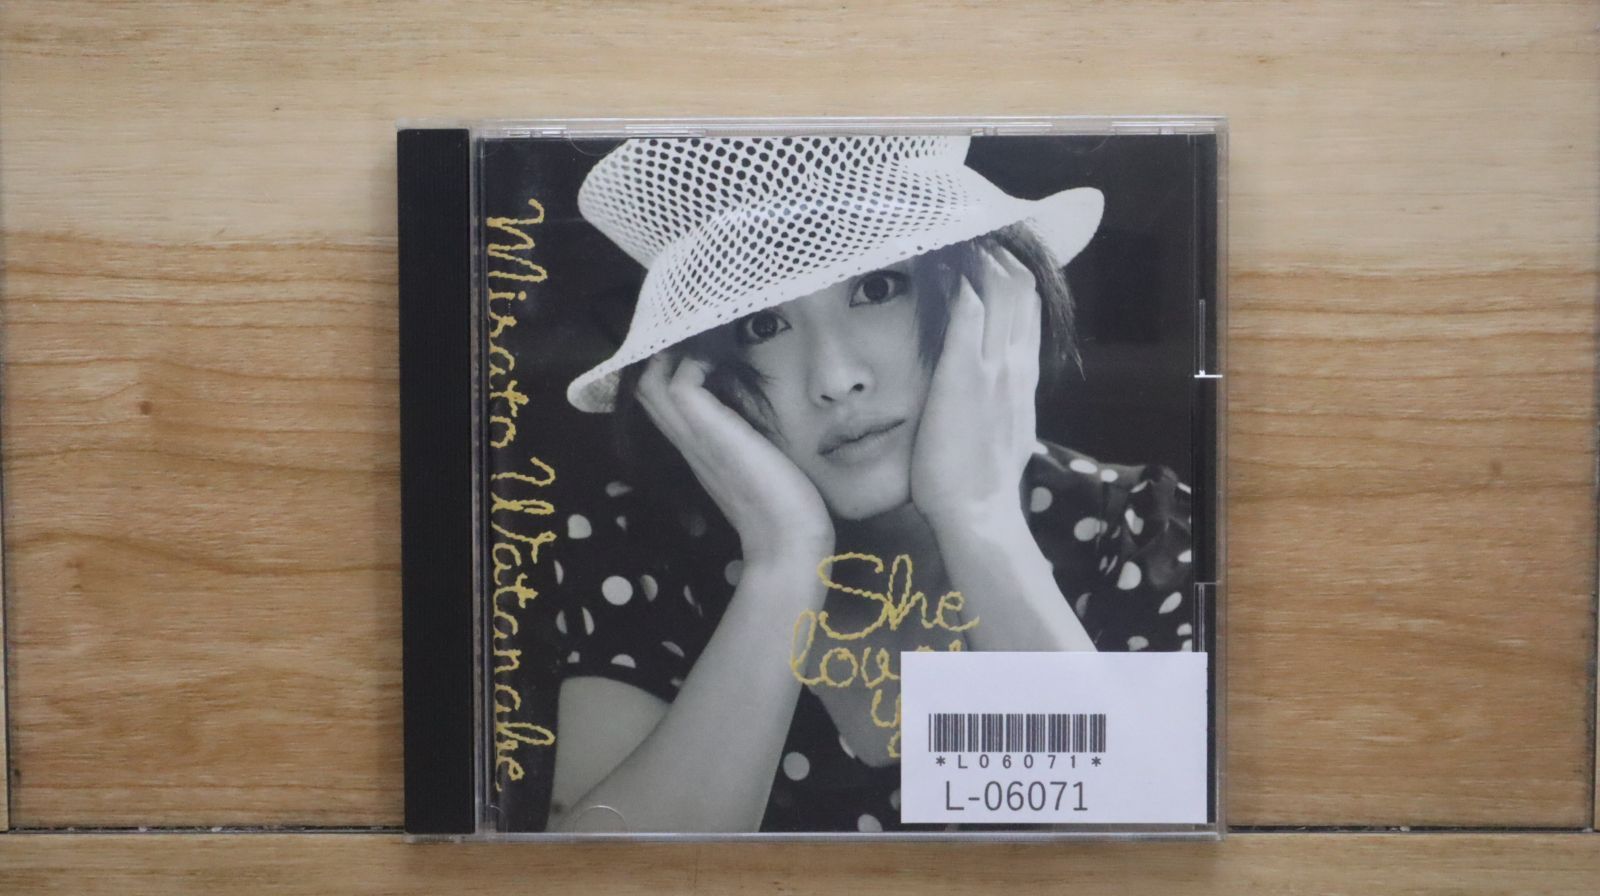 Misato Watanabe
She
*L06071*
L-06071